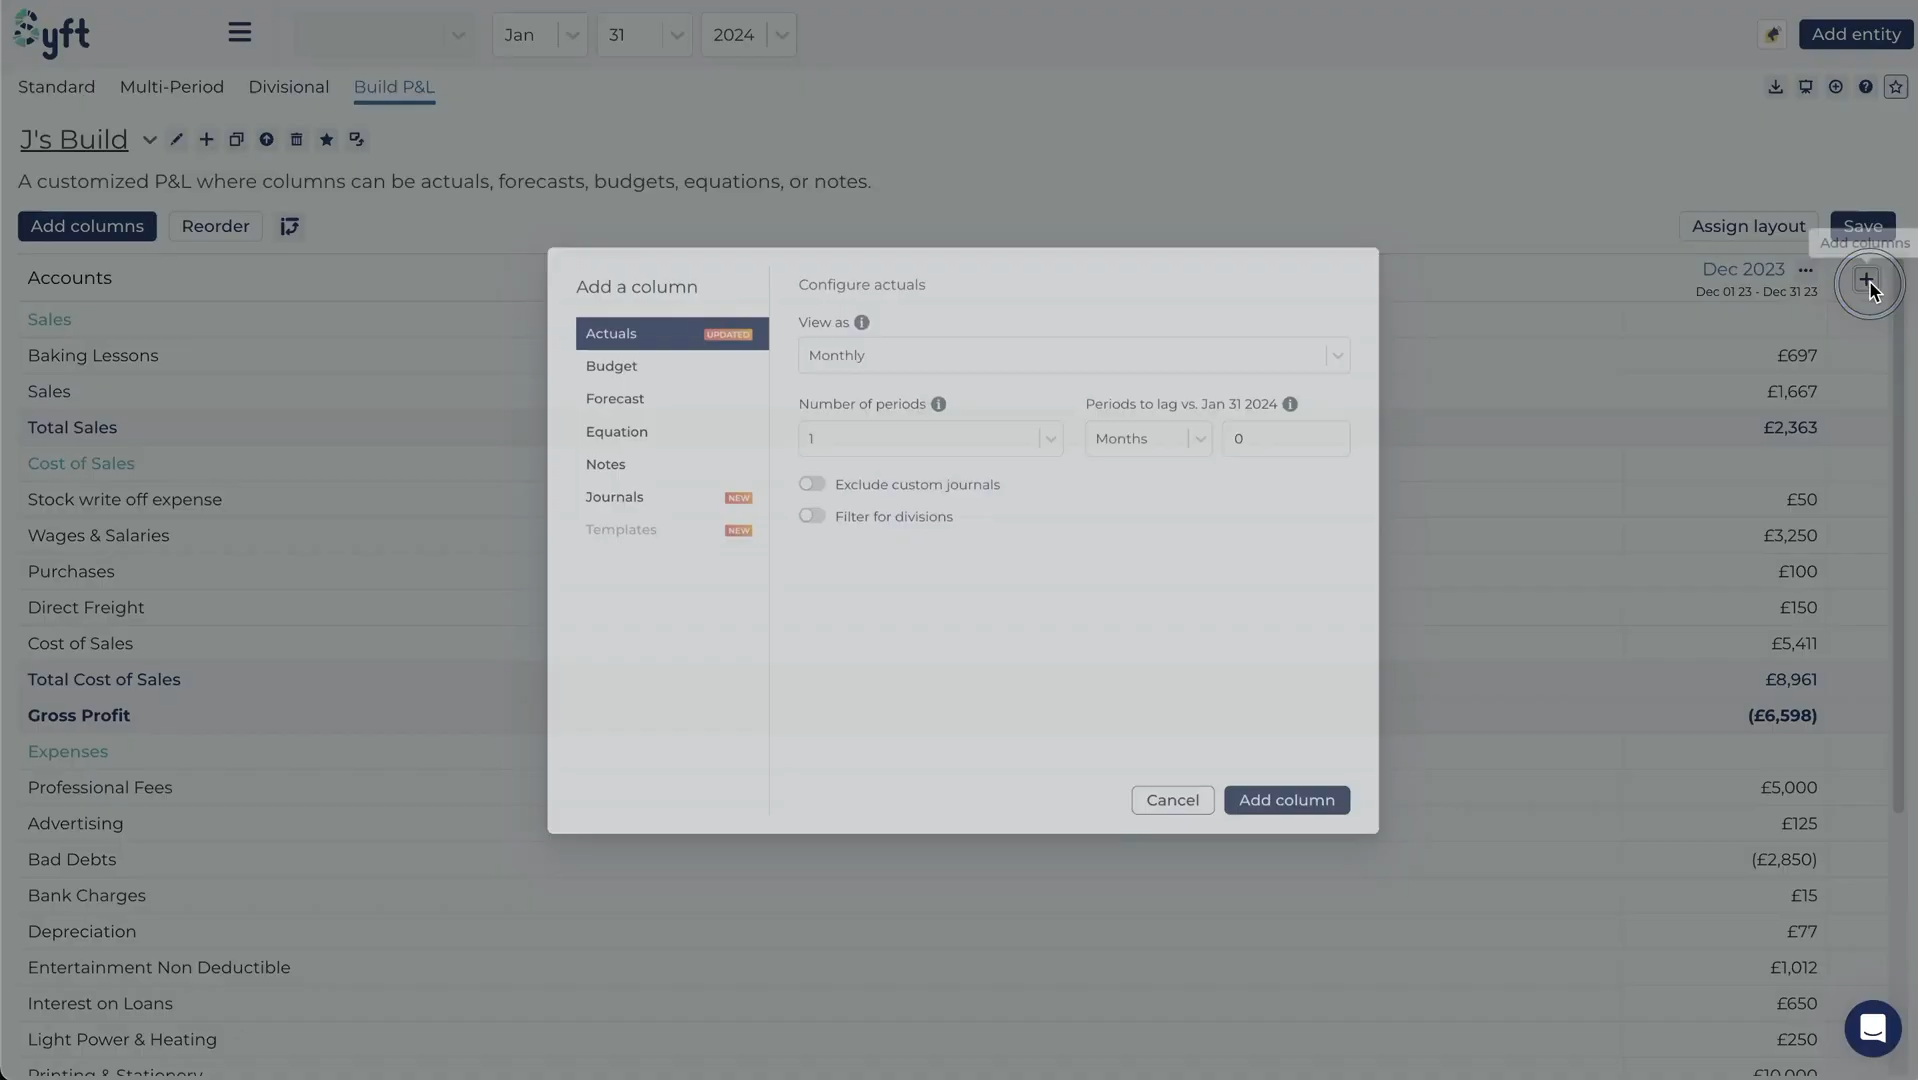 Syft
Jan
31
2024
Add entity
Standard
Multi-Period
Divisional
Build P&L
J's Build
A customized P&L where columns can be actuals, forecasts, budgets, equations, or notes.
Add columns
Reorder
Assign layout
Save
Add columns
Accounts
Dec 2023
Dec 01 23 - Dec 31 23
Sales
Baking Lessons £697
Sales £1,667
Total Sales £2,363
Cost of Sales
Stock write off expense £50
Wages & Salaries £3,250
Purchases £100
Direct Freight £150
Cost of Sales £5,411
Total Cost of Sales £8,961
Gross Profit (£6,598)
Expenses
Professional Fees £5,000
Advertising £125
Bad Debts (£2,850)
Bank Charges £15
Depreciation £77
Entertainment Non Deductible £1,012
Interest on Loans £650
Light Power & Heating £250
Printing & Stationery £10,000
Add a column
Actuals UPDATED
Budget
Forecast
Equation
Notes
Journals NEW
Templates NEW
Configure actuals
View as
Monthly
Number of periods
1
Periods to lag vs. Jan 31 2024
Months
0
Exclude custom journals
Filter for divisions
Cancel
Add column